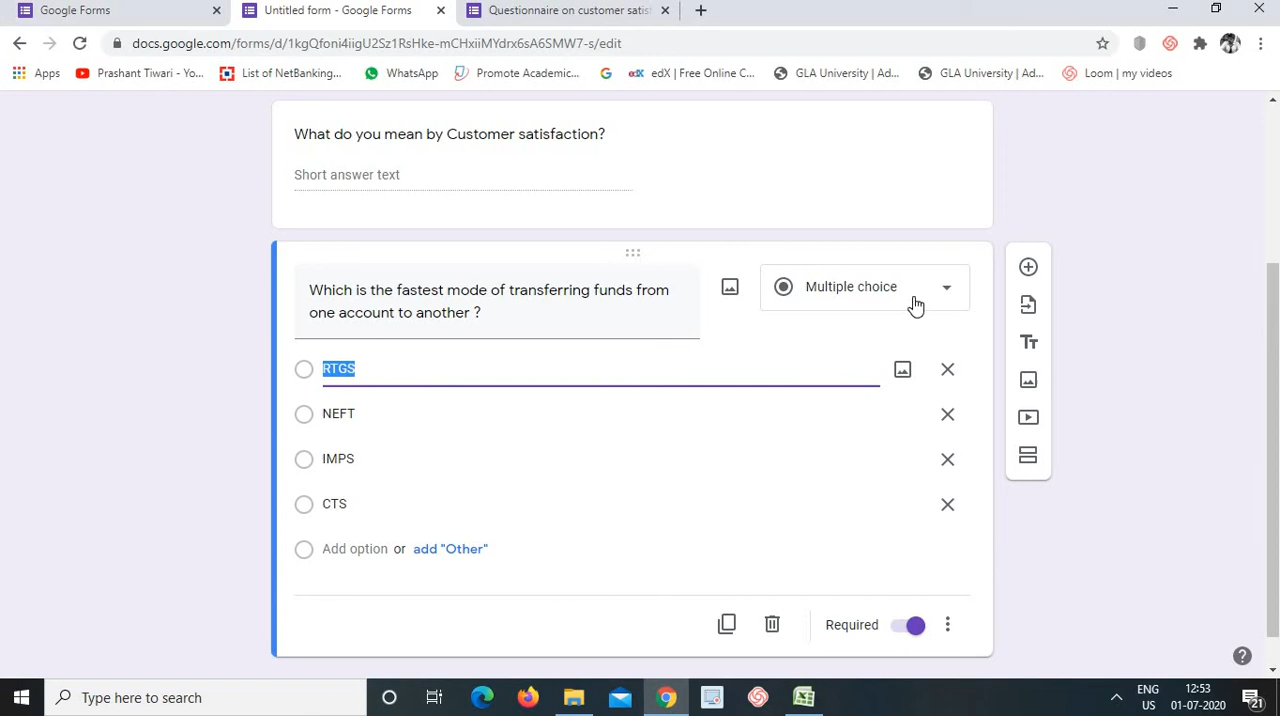 Google Forms
Untitled form - Google Forms
Questionnaire on customer satis
docs.google.com/forms/d/1kgQfoni4iigU2Sz1RsHke-mCHxiiMYdrx6sA6SMW7-s/edit
Apps
Prashant Tiwari - Yo...
List of NetBanking...
WhatsApp
Promote Academic...
edX | Free Online C...
GLA University | Ad...
GLA University | Ad...
Loom | my videos
What do you mean by Customer satisfaction?
Short answer text
Which is the fastest mode of transferring funds from
one account to another ?
Multiple choice
RTGS
NEFT
IMPS
CTS
Add option or add "Other"
Required
Type here to search
ENG
US
12:53
01-07-2020
21